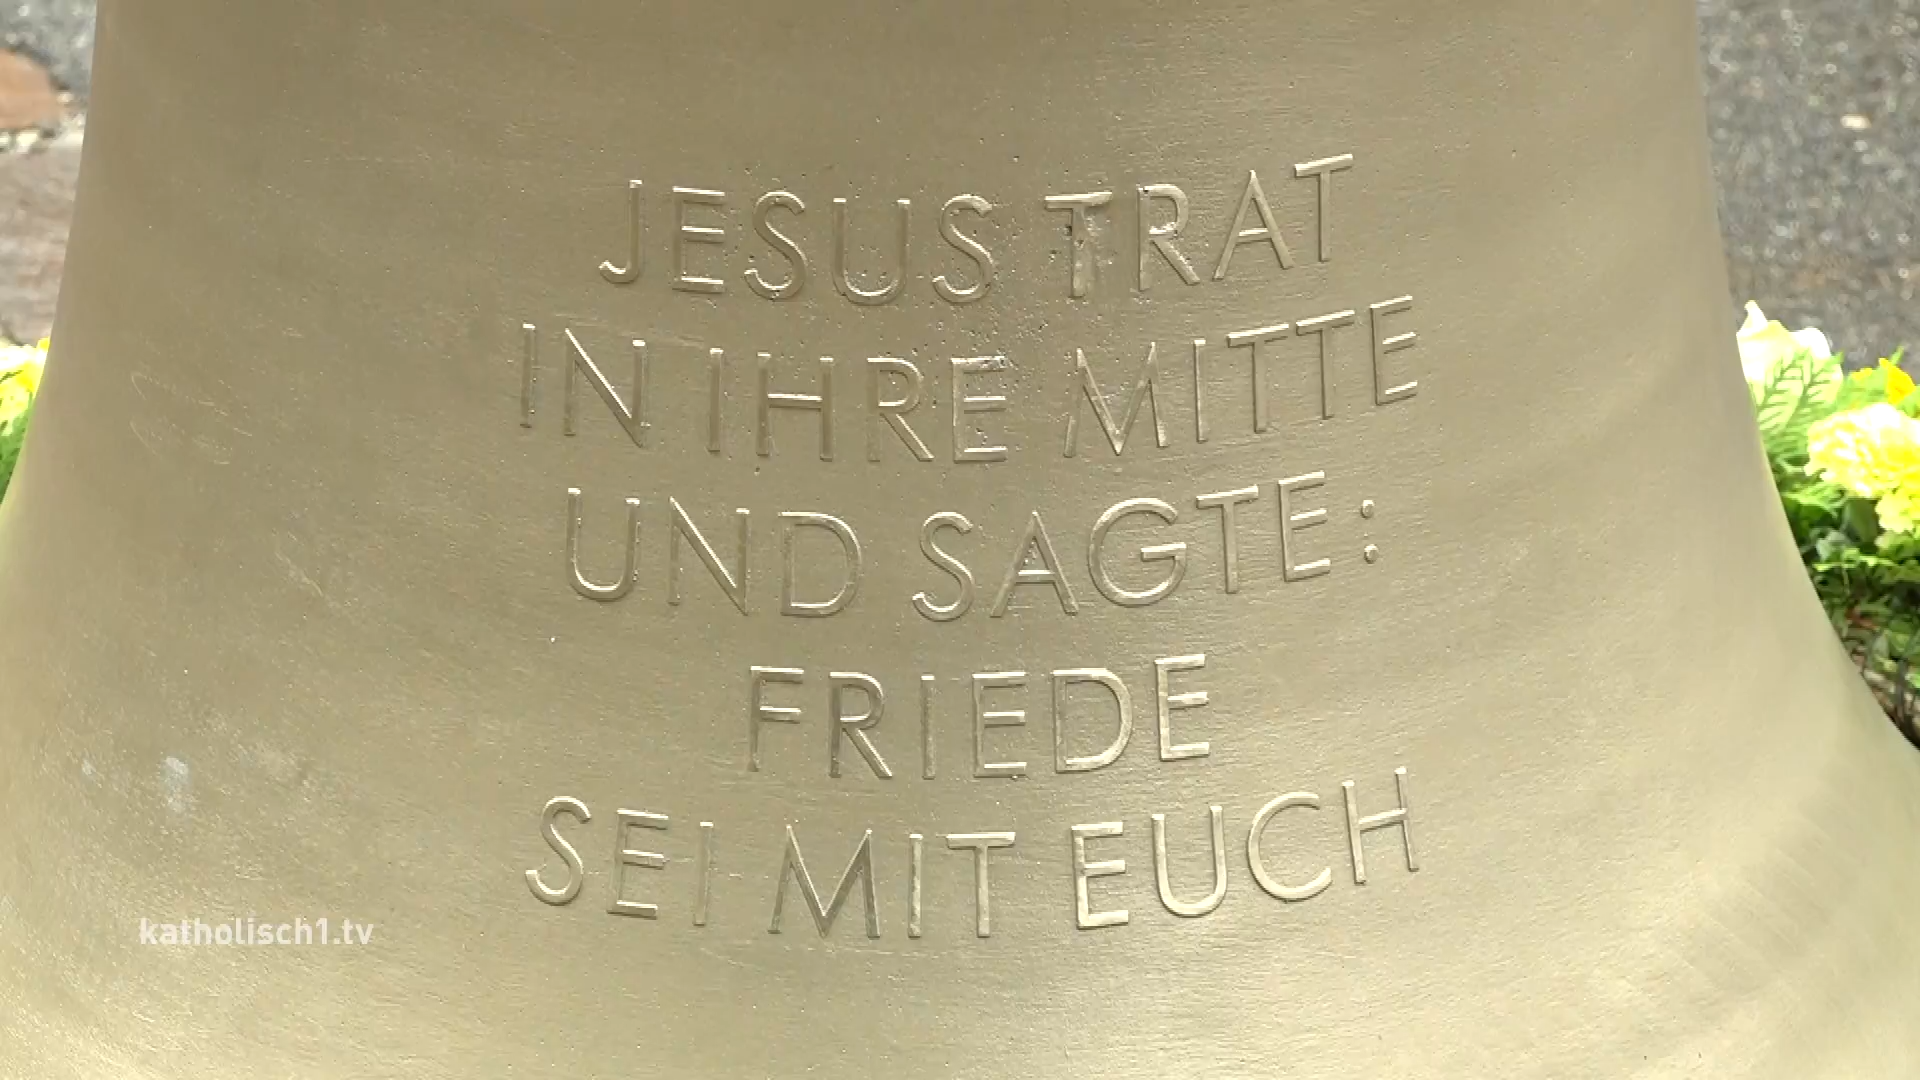 JESUS TRAT
IN IHRE MITTE
UND SAGTE:
FRIEDE
SEI MIT EUCH
katholisch1.tv